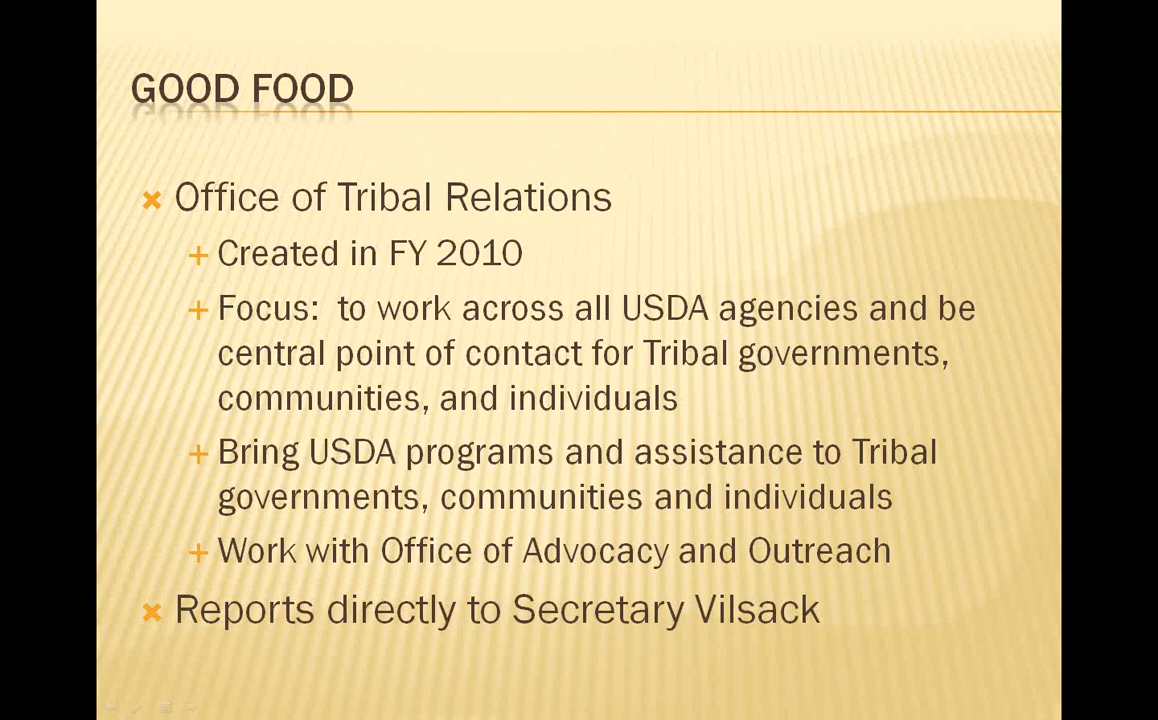 GOOD FOOD
Office of Tribal Relations
Created in FY 2010
Focus:  to work across all USDA agencies and be
central point of contact for Tribal governments,
communities, and individuals
Bring USDA programs and assistance to Tribal
governments, communities and individuals
Work with Office of Advocacy and Outreach
Reports directly to Secretary Vilsack